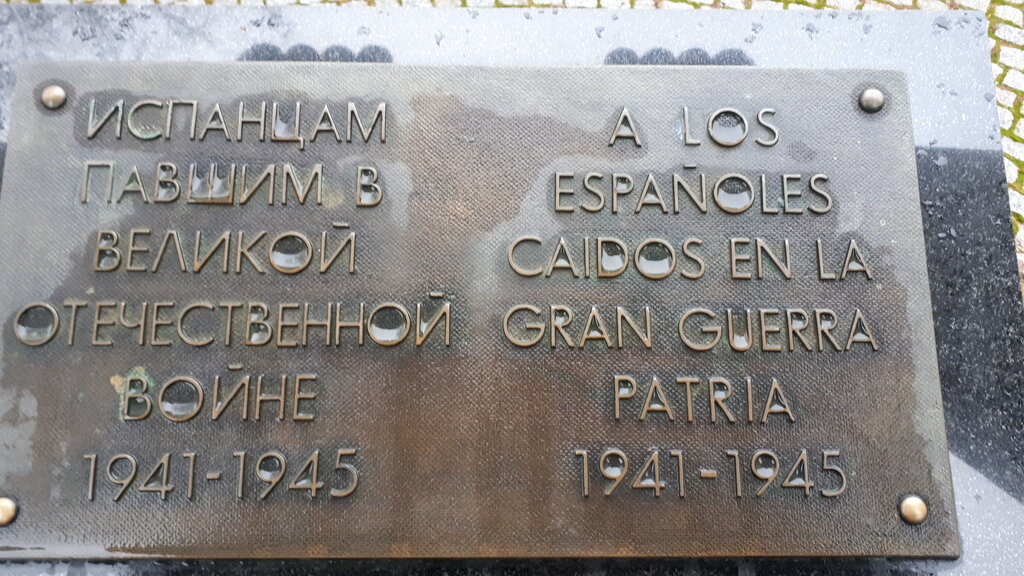 ИСПАНЦАМ
ПАВШИМ В
ВЕЛИКОЙ
ОТЕЧЕСТВЕННОЙ
ВОЙНЕ
1941-1945
A LOS
ESPAÑOLES
CAIDOS EN LA
GRAN GUERRA
PATRIA
1941-1945